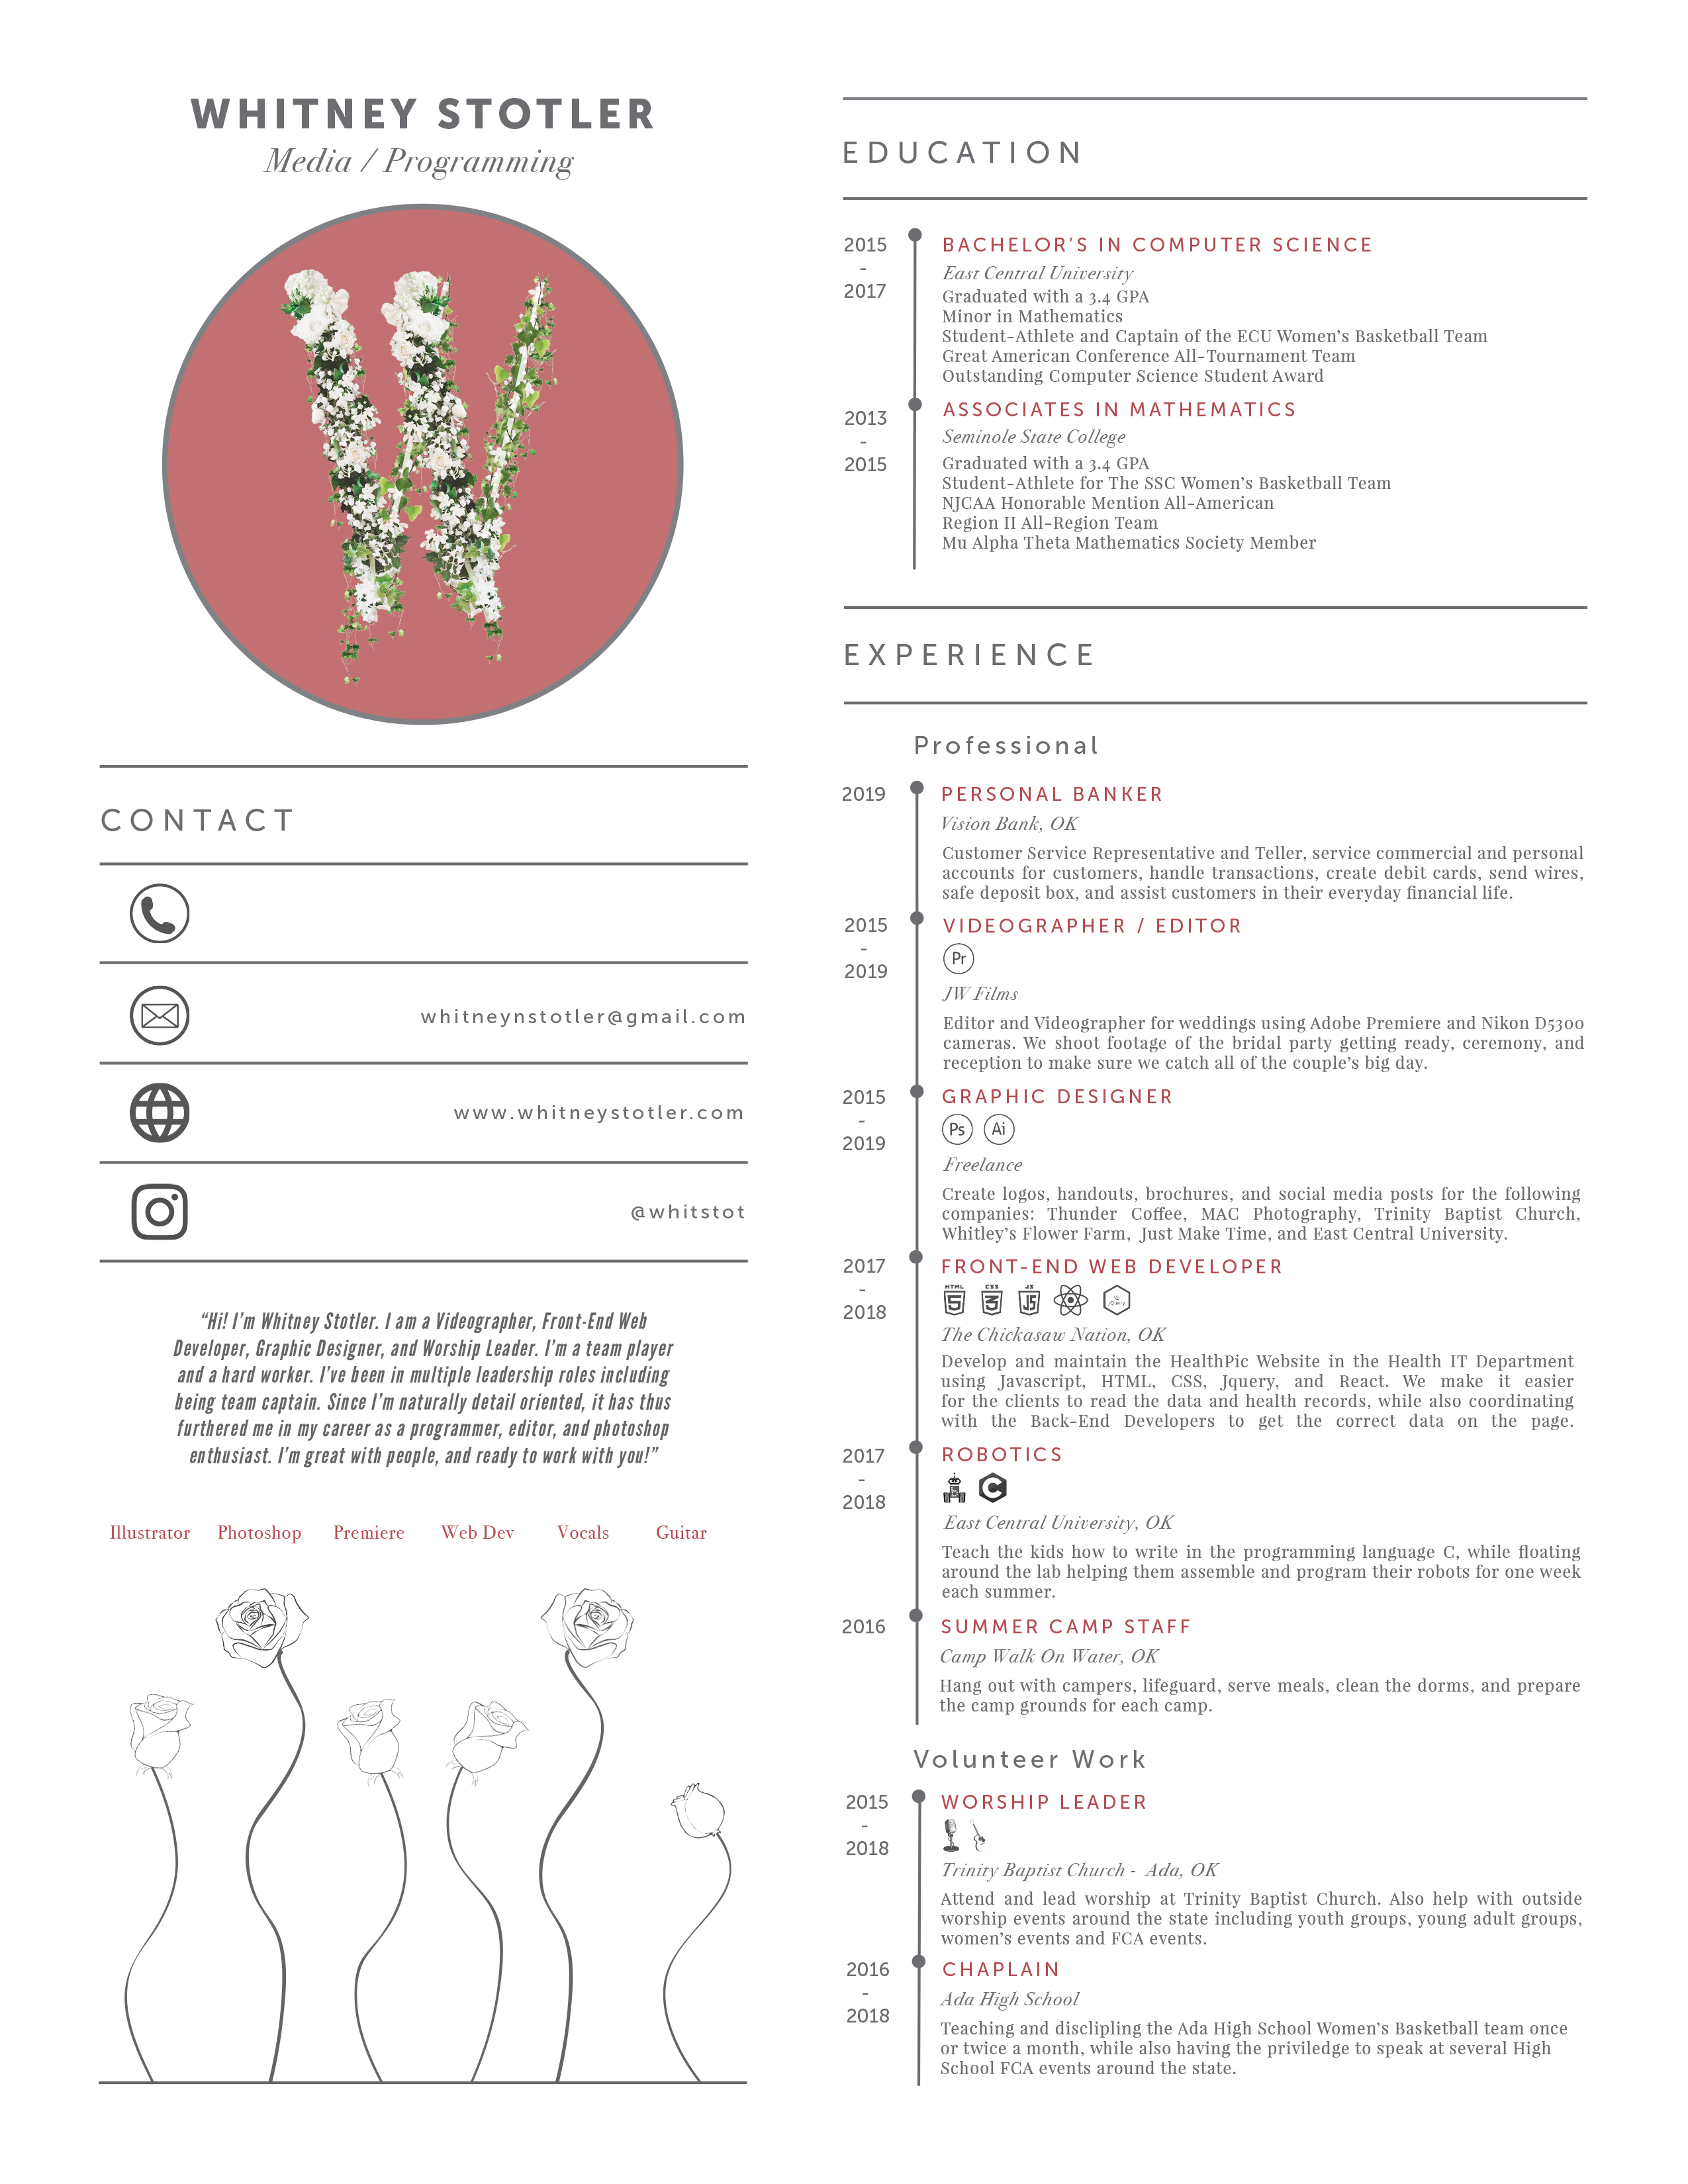 WHITNEY STOTLER
Media / Programming
CONTACT
whitneynstotler@gmail.com
www.whitneystotler.com
@whitstot
“Hi! I’m Whitney Stotler. I am a Videographer, Front-End Web
Developer, Graphic Designer, and Worship Leader. I’m a team player
and a hard worker. I’ve been in multiple leadership roles including
being team captain. Since I’m naturally detail oriented, it has thus
furthered me in my career as a programmer, editor, and photoshop
enthusiast. I’m great with people, and ready to work with you!”
Illustrator Photoshop Premiere Web Dev Vocals Guitar
EDUCATION
2015
-
2017
BACHELOR’S IN COMPUTER SCIENCE
East Central University
Graduated with a 3.4 GPA
Minor in Mathematics
Student-Athlete and Captain of the ECU Women’s Basketball Team
Great American Conference All-Tournament Team
Outstanding Computer Science Student Award
2013
-
2015
ASSOCIATES IN MATHEMATICS
Seminole State College
Graduated with a 3.4 GPA
Student-Athlete for The SSC Women’s Basketball Team
NJCAA Honorable Mention All-American
Region II All-Region Team
Mu Alpha Theta Mathematics Society Member
EXPERIENCE
Professional
2019
PERSONAL BANKER
Vision Bank, OK
Customer Service Representative and Teller, service commercial and personal
accounts for customers, handle transactions, create debit cards, send wires,
safe deposit box, and assist customers in their everyday financial life.
2015
-
2019
VIDEOGRAPHER / EDITOR
Pr
JW Films
Editor and Videographer for weddings using Adobe Premiere and Nikon D5300
cameras. We shoot footage of the bridal party getting ready, ceremony, and
reception to make sure we catch all of the couple’s big day.
2015
-
2019
GRAPHIC DESIGNER
Ps Ai
Freelance
Create logos, handouts, brochures, and social media posts for the following
companies: Thunder Coffee, MAC Photography, Trinity Baptist Church,
Whitley’s Flower Farm, Just Make Time, and East Central University.
2017
-
2018
FRONT-END WEB DEVELOPER
HTML 5 CSS 3 JS JS jQuery
The Chickasaw Nation, OK
Develop and maintain the HealthPic Website in the Health IT Department
using Javascript, HTML, CSS, Jquery, and React. We make it easier
for the clients to read the data and health records, while also coordinating
with the Back-End Developers to get the correct data on the page.
2017
-
2018
ROBOTICS
C
East Central University, OK
Teach the kids how to write in the programming language C, while floating
around the lab helping them assemble and program their robots for one week
each summer.
2016
SUMMER CAMP STAFF
Camp Walk On Water, OK
Hang out with campers, lifeguard, serve meals, clean the dorms, and prepare
the camp grounds for each camp.
Volunteer Work
2015
-
2018
WORSHIP LEADER
Trinity Baptist Church - Ada, OK
Attend and lead worship at Trinity Baptist Church. Also help with outside
worship events around the state including youth groups, young adult groups,
women’s events and FCA events.
2016
-
2018
CHAPLAIN
Ada High School
Teaching and disclipling the Ada High School Women’s Basketball team once
or twice a month, while also having the priviledge to speak at several High
School FCA events around the state.